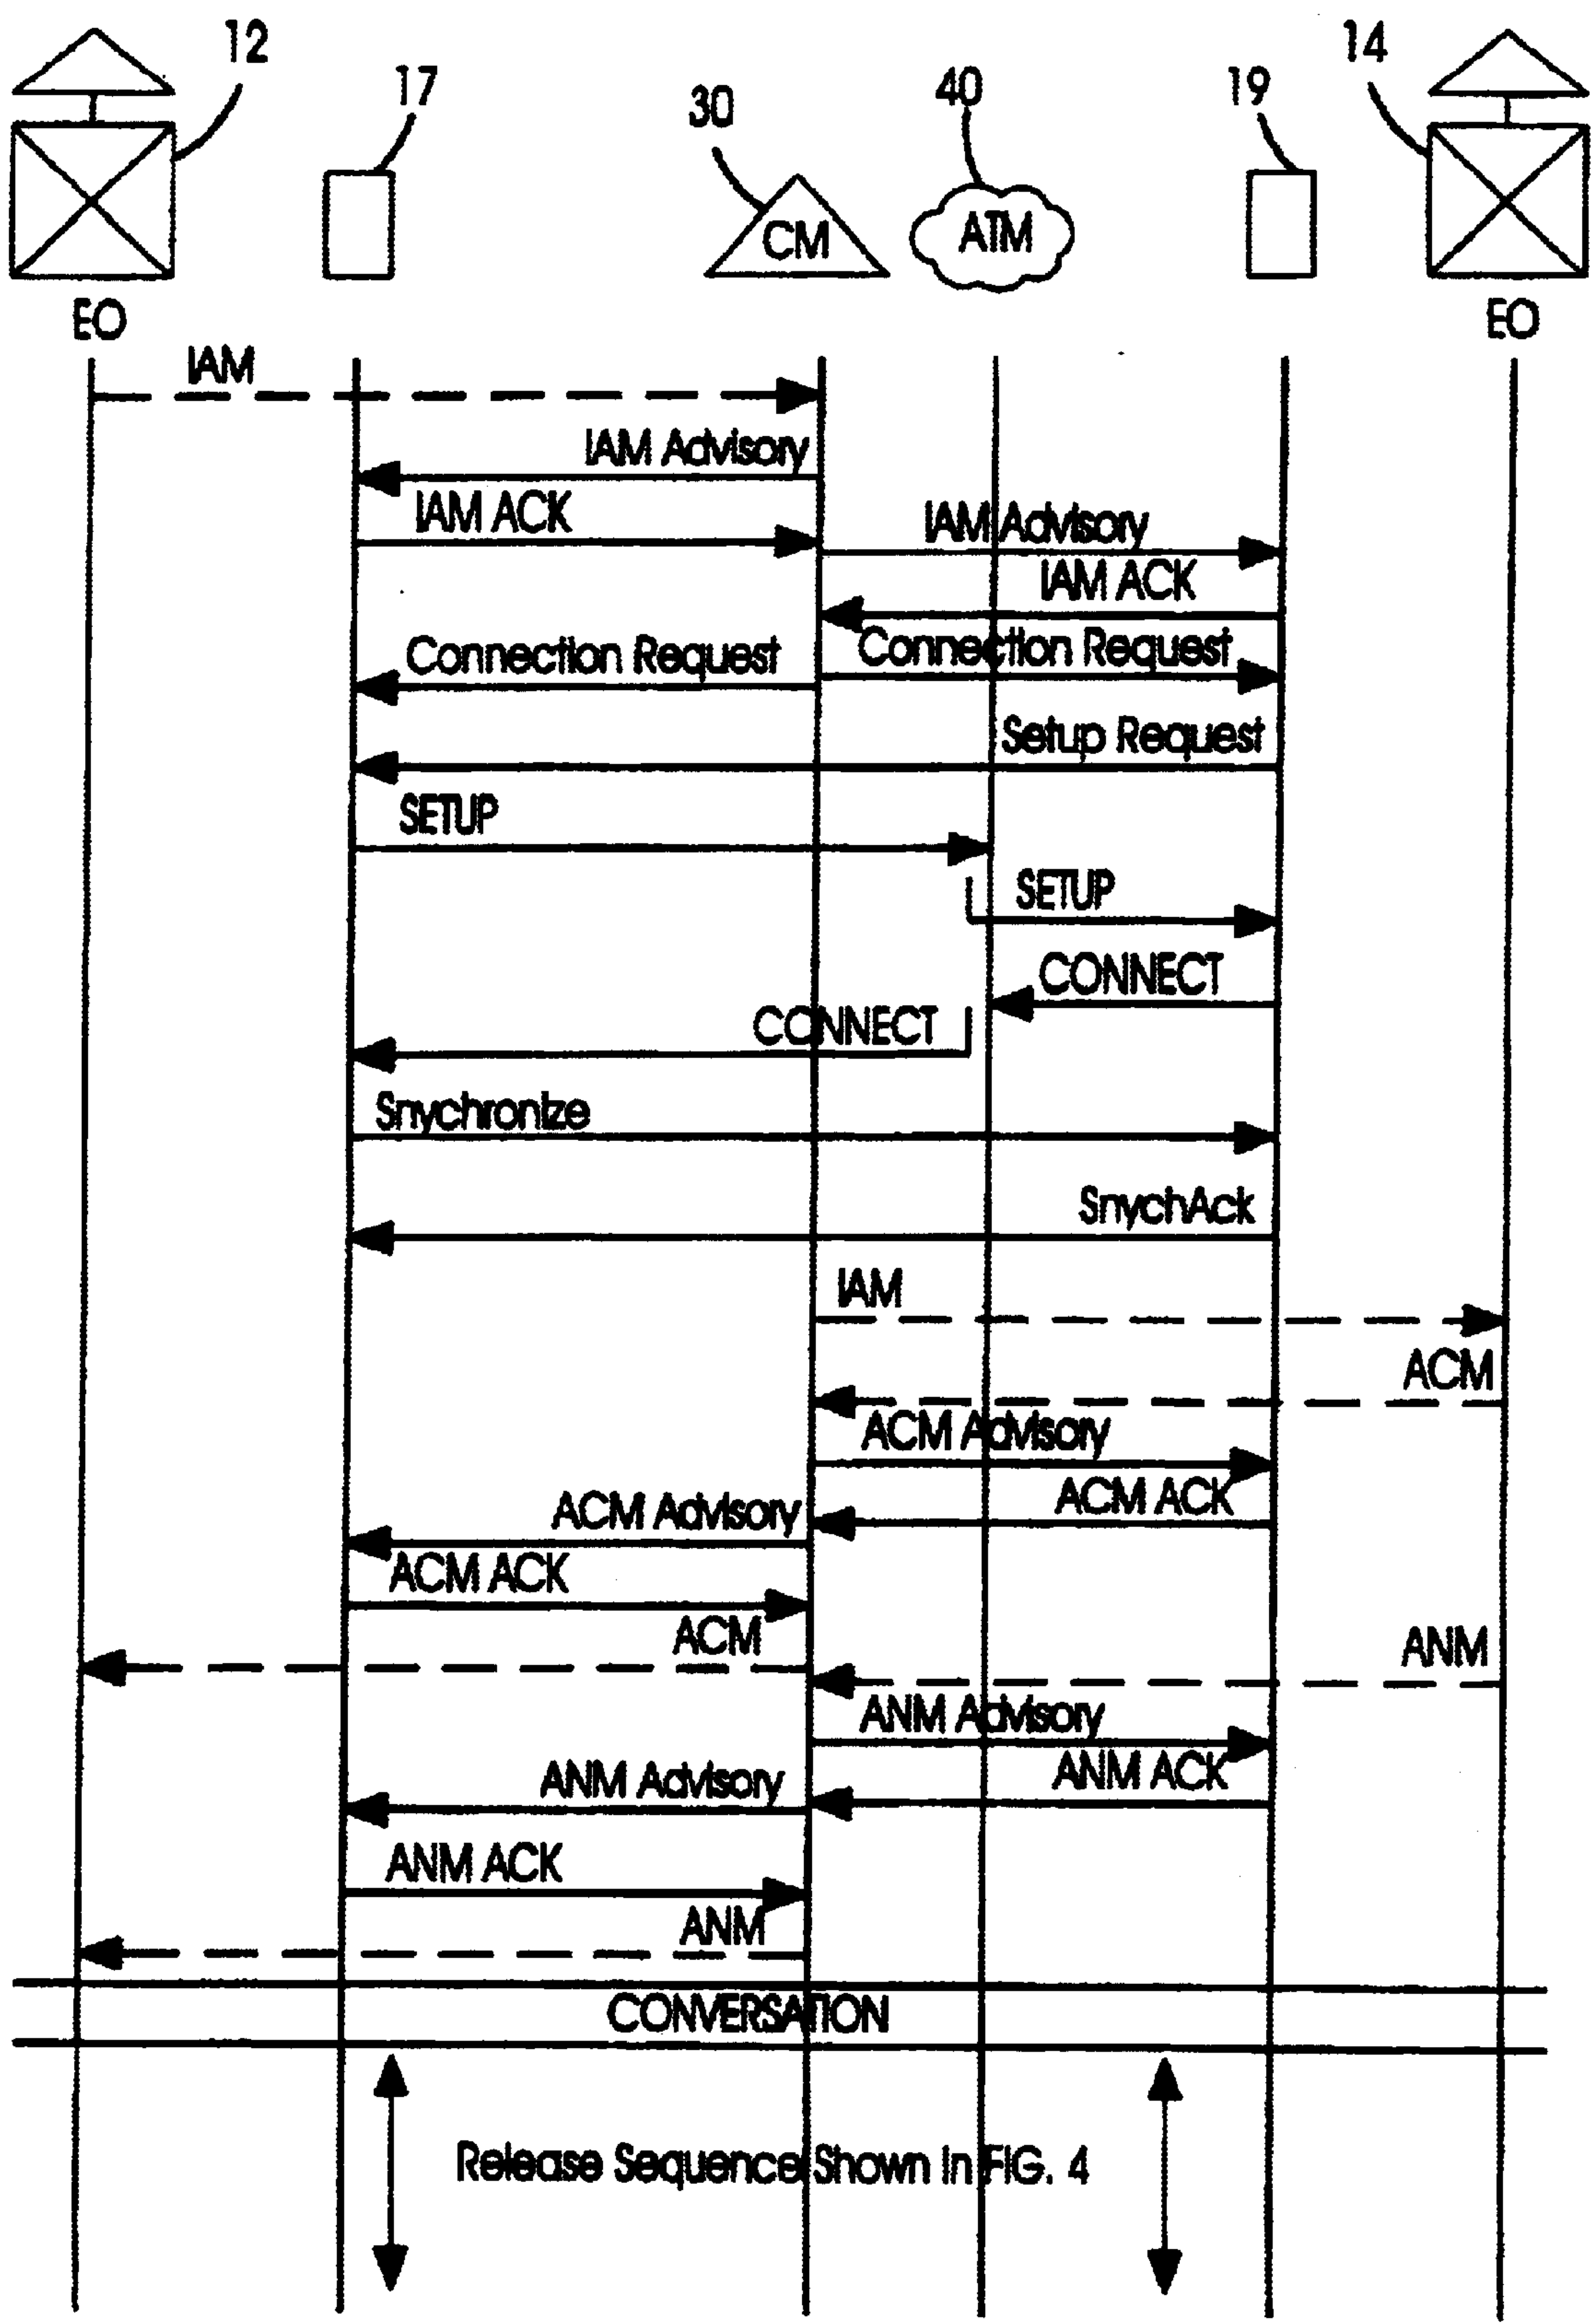 12
17
30
40
19
14
CM
ATM
EO
EO
IAM
IAM Advisory
IAM ACK
IAM Advisory
IAM ACK
Connection Request
Connection Request
Setup Request
SETUP
SETUP
CONNECT
CONNECT
Snychronize
SnychAck
IAM
ACM
ACM Advisory
ACM ACK
ACM Advisory
ACM ACK
ACM
ANM
ANM Advisory
ANM ACK
ANM Advisory
ANM ACK
ANM
CONVERSATION
Release Sequence Shown In FIG. 4